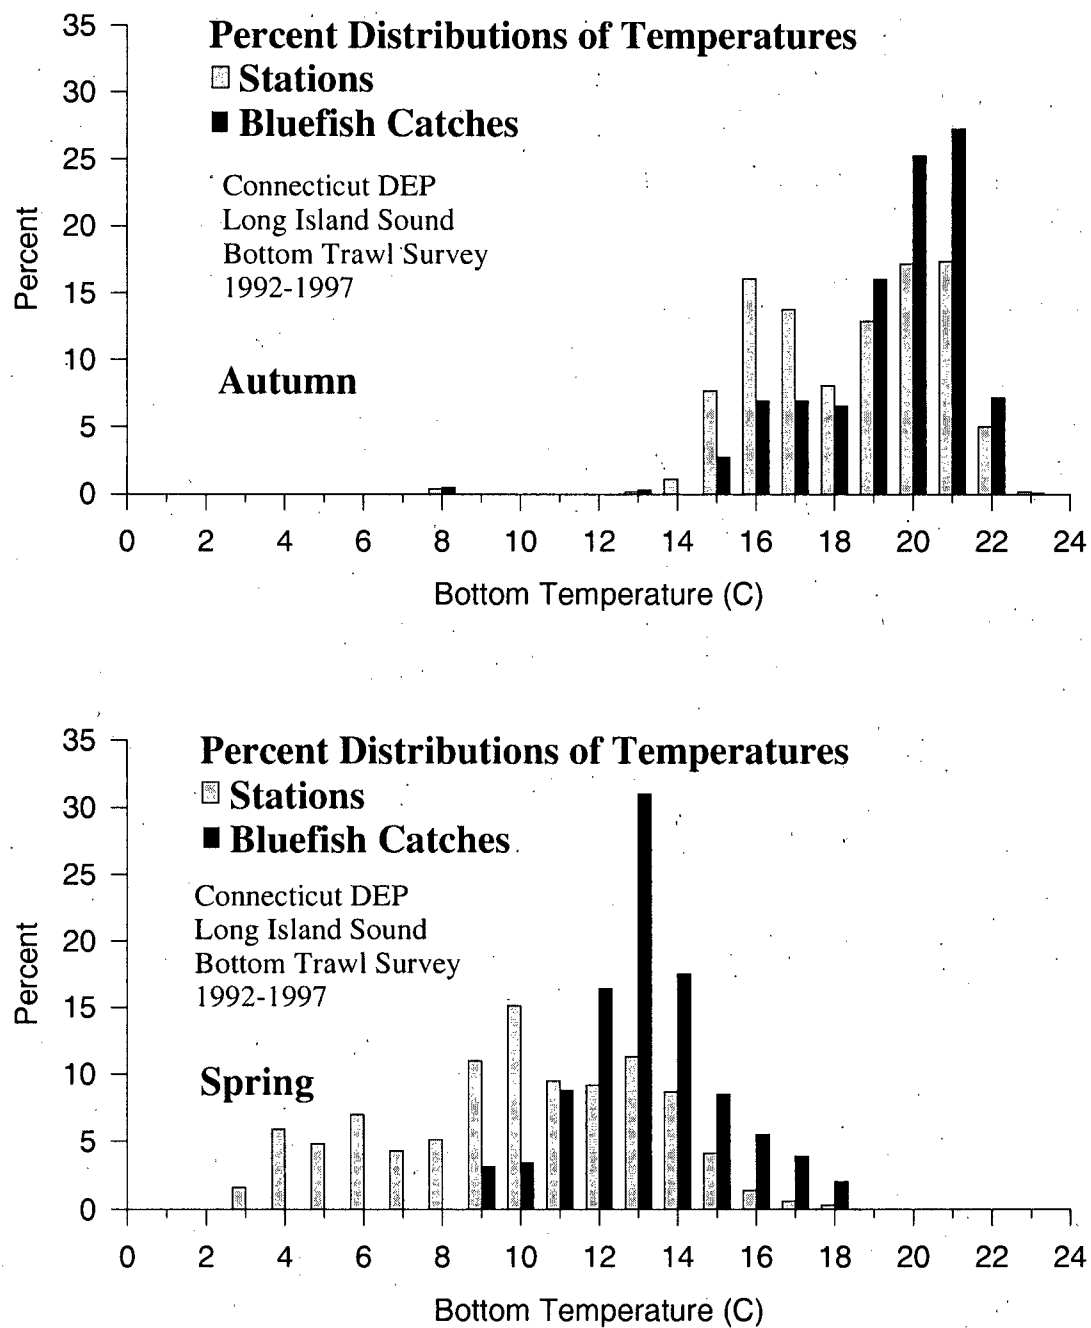 Percent Distributions of Temperatures
Stations
Bluefish Catches
Connecticut DEP
Long Island Sound
Bottom Trawl Survey
1992-1997
Autumn
Percent
35
30
25
20
15
10
5
0
0 2 4 6 8 10 12 14 16 18 20 22 24
Bottom Temperature (C)
Percent Distributions of Temperatures
Stations
Bluefish Catches
Connecticut DEP
Long Island Sound
Bottom Trawl Survey
1992-1997
Spring
Percent
35
30
25
20
15
10
5
0
0 2 4 6 8 10 12 14 16 18 20 22 24
Bottom Temperature (C)